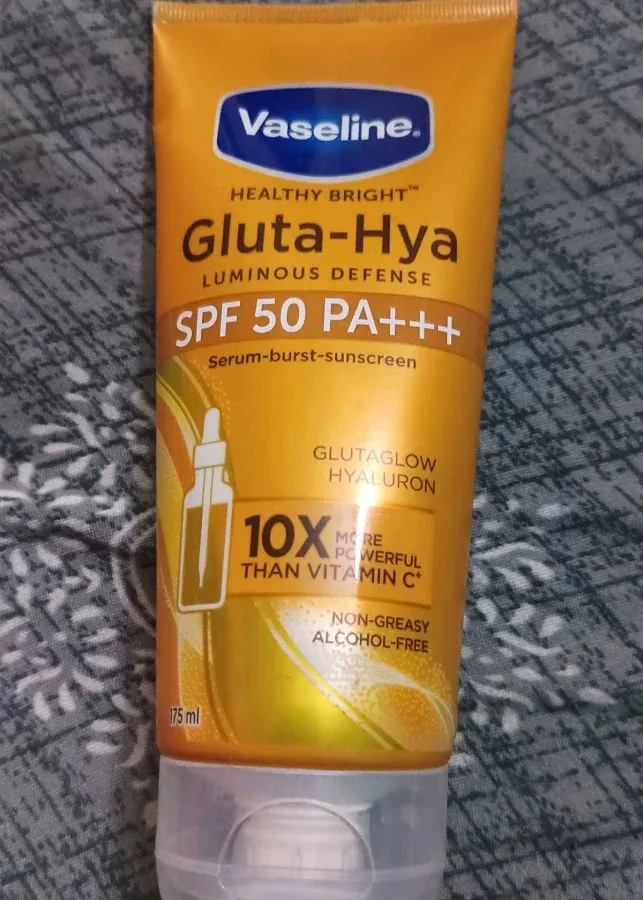 Vaseline.
HEALTHY BRIGHT™
Gluta-Hya
LUMINOUS DEFENSE
SPF 50 PA+++
Serum-burst-sunscreen
GLUTAGLOW
HYALURON
10X MORE
POWERFUL
THAN VITAMIN C⁺
NON-GREASY
ALCOHOL-FREE
175 ml